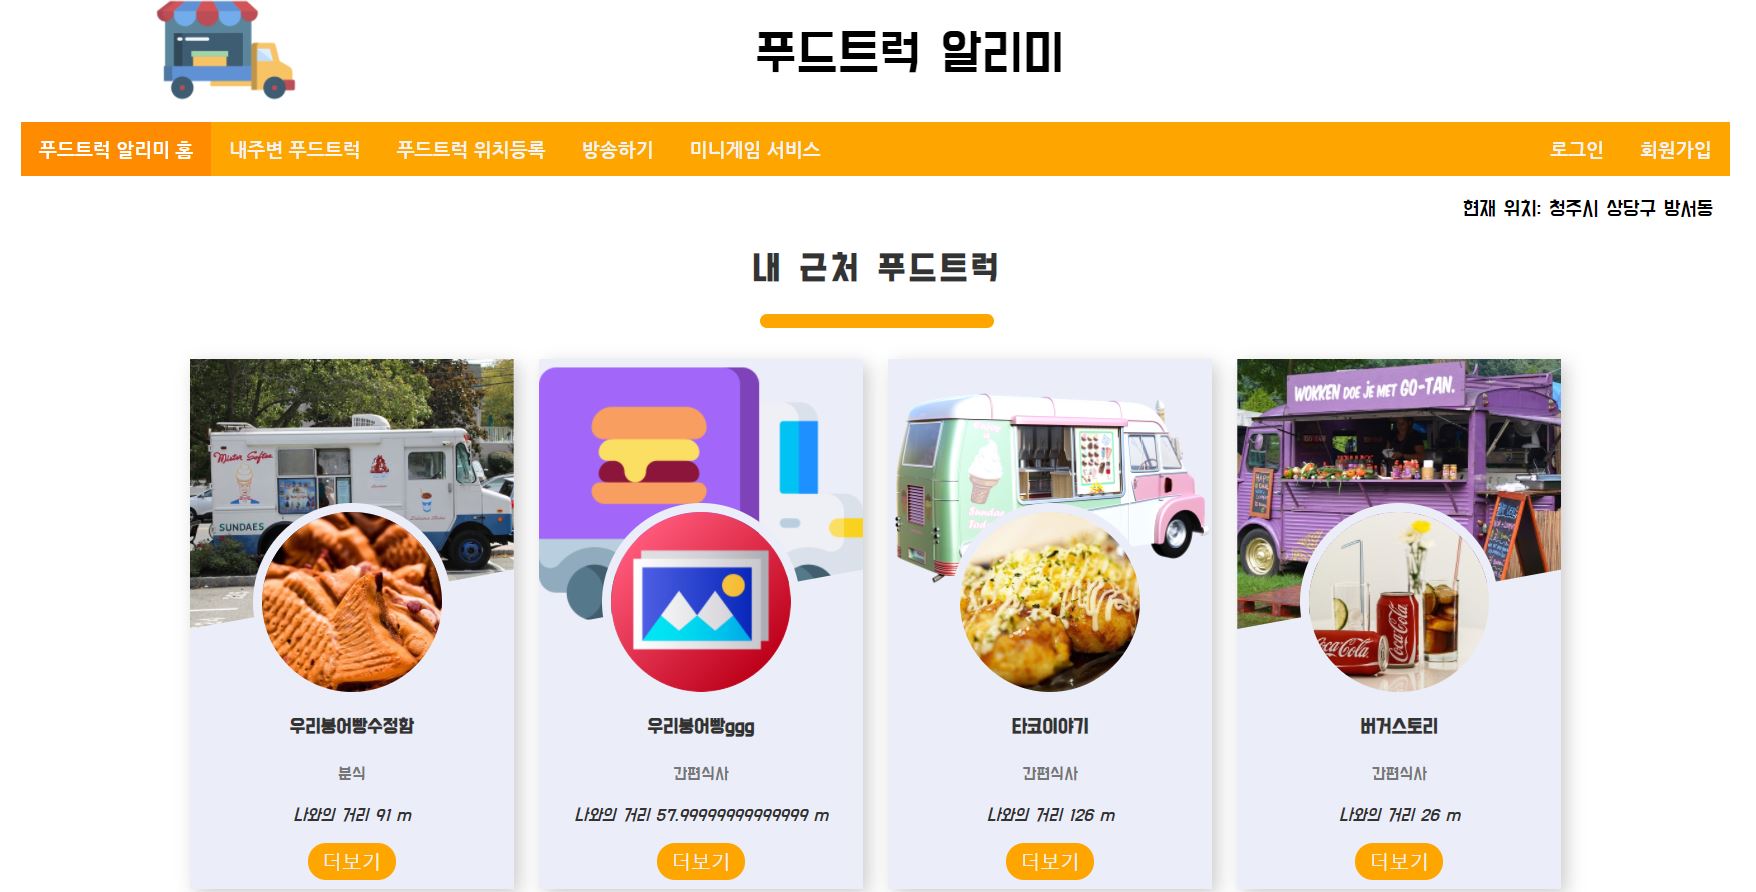 푸드트럭 알리미
푸드트럭 알리미 홈 내주변 푸드트럭 푸드트럭 위치등록 방송하기 미니게임 서비스 로그인 회원가입
현재 위치: 청주시 상당구 방서동
내 근처 푸드트럭
Mister Softee
SUNDAES
Enjoy
Sundae
WOKKEN DOE JE MET GO-TAN.
Coca-Cola
Coca-Cola
우리붕어빵수정함 우리붕어빵ggg 타코이야기 버거스토리
분식 간편식사 간편식사 간편식사
나와의 거리 91 m 나와의 거리 57.99999999999999 m 나와의 거리 126 m 나와의 거리 26 m
더보기 더보기 더보기 더보기